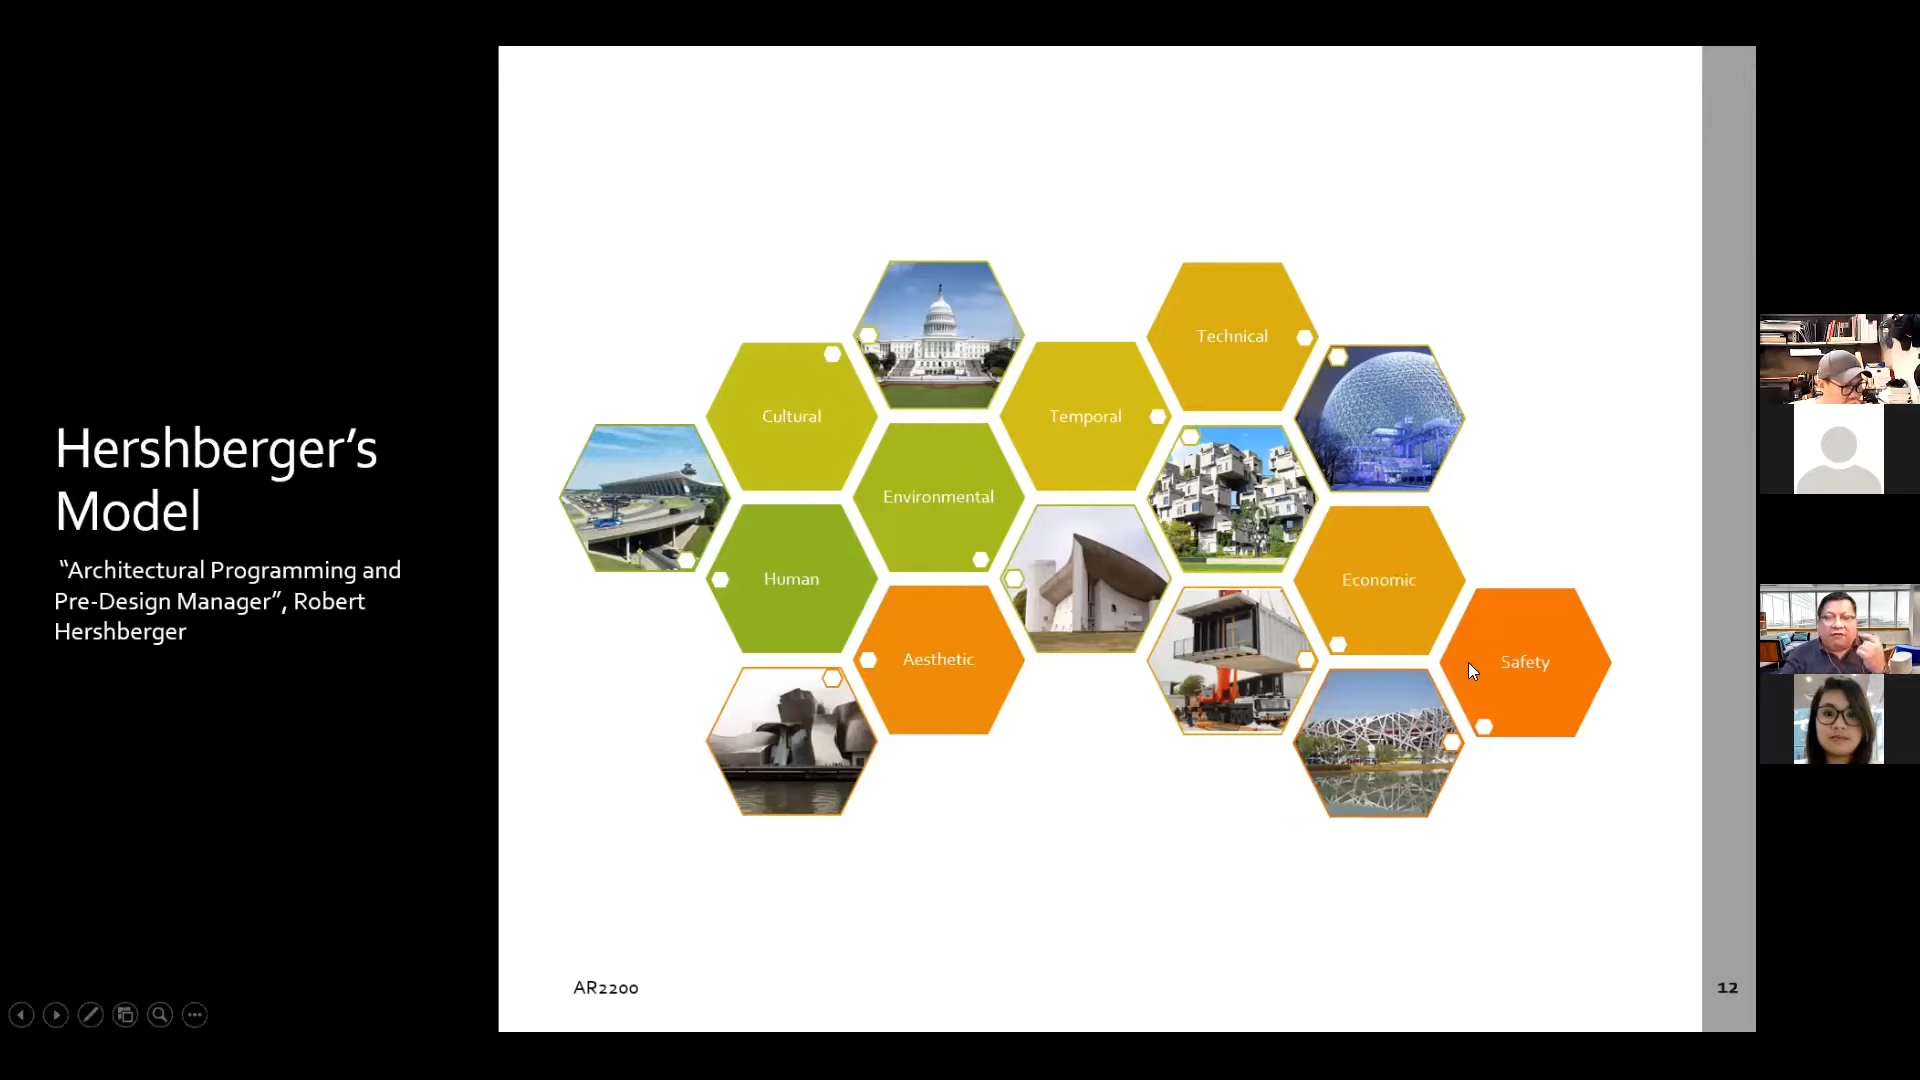 Hershberger’s
Model
“Architectural Programming and
Pre-Design Manager”, Robert
Hershberger
Technical
Cultural
Temporal
Environmental
Human
Economic
Aesthetic
Safety
AR2200
12